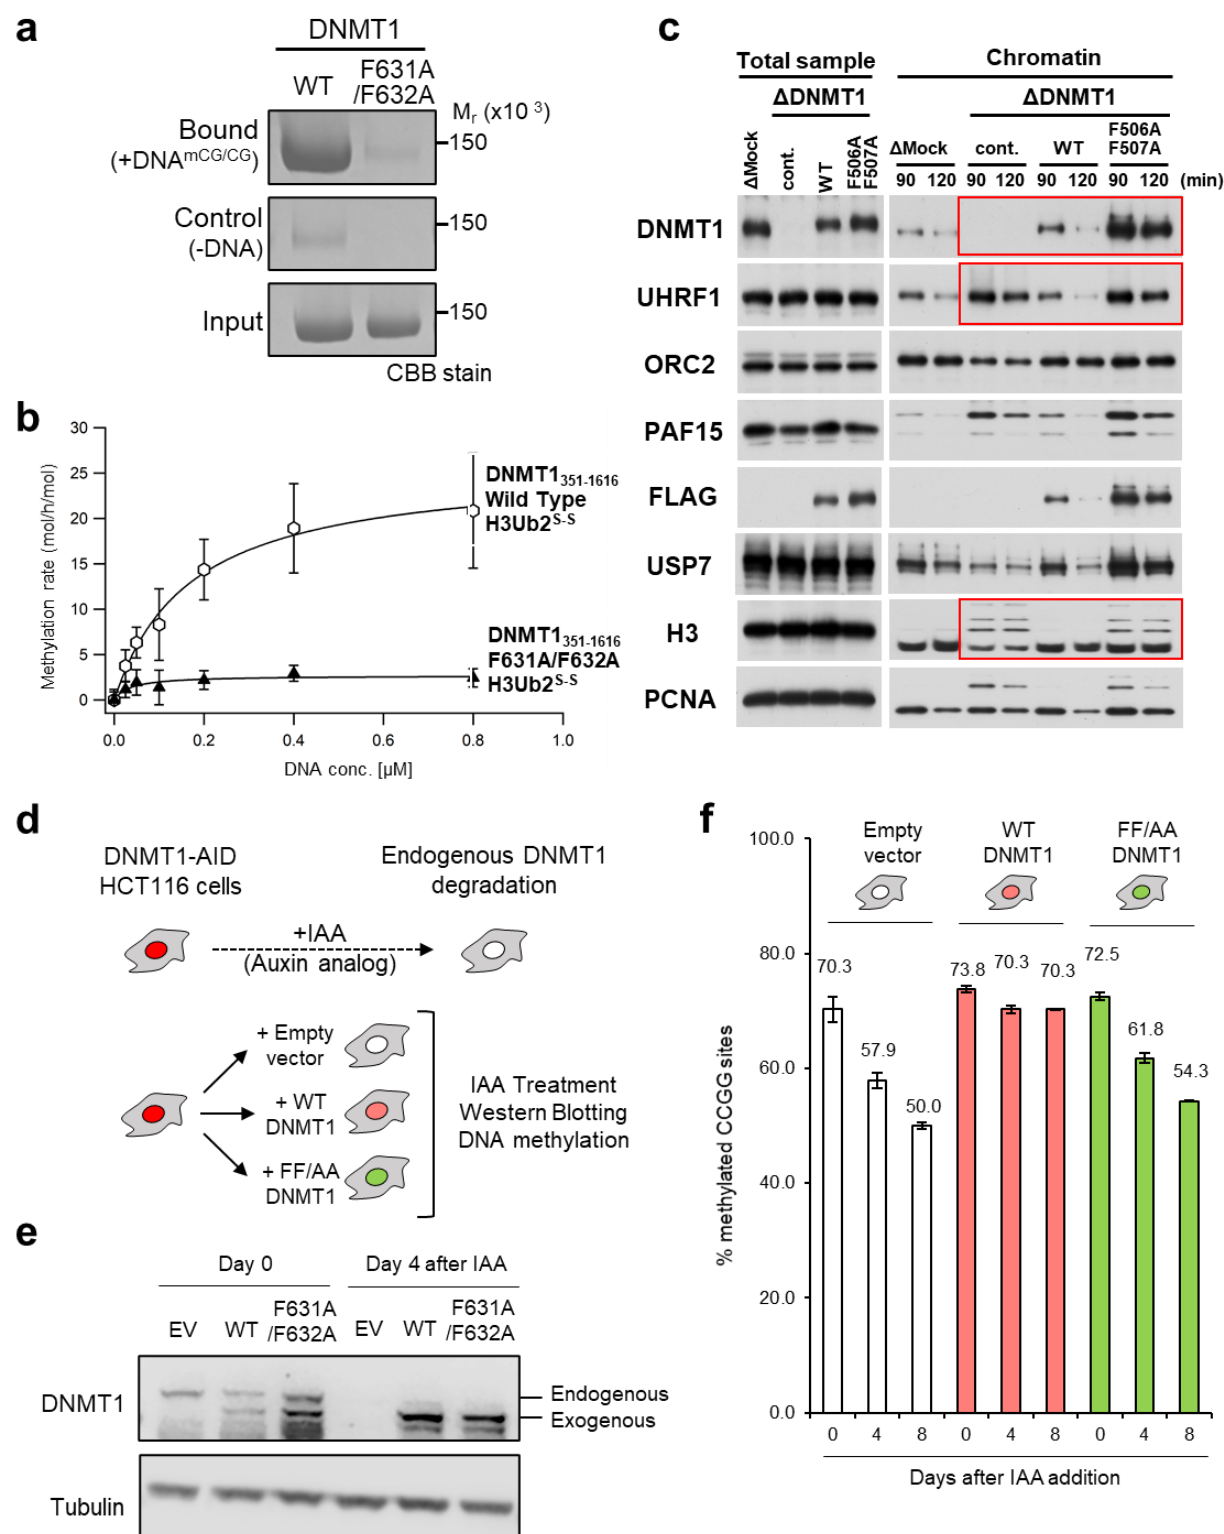 a
DNMT1
WT
F631A
/F632A
Mr (x10 3)
Bound
(+DNAmCG/CG)
150
Control
(-DNA)
150
Input
150
CBB stain
b
Methylation rate (mol/h/mol)
30
25
20
15
10
5
0
0.0 0.2 0.4 0.6 0.8 1.0
DNA conc. [µM]
DNMT1351-1616
Wild Type
H3Ub2S-S
DNMT1351-1616
F631A/F632A
H3Ub2S-S
c
Total sample
Chromatin
ΔDNMT1
ΔDNMT1
ΔMock
cont.
WT
F506A
F507A
ΔMock cont. WT F506A
F507A
90 120 90 120 90 120 90 120 (min)
DNMT1
UHRF1
ORC2
PAF15
FLAG
USP7
H3
PCNA
d
DNMT1-AID
HCT116 cells
Endogenous DNMT1
degradation
+IAA
(Auxin analog)
+ Empty
vector
+ WT
DNMT1
+ FF/AA
DNMT1
IAA Treatment
Western Blotting
DNA methylation
e
Day 0
Day 4 after IAA
EV WT F631A
/F632A
EV WT F631A
/F632A
DNMT1
Endogenous
Exogenous
Tubulin
f
% methylated CCGG sites
100.0
80.0
60.0
40.0
20.0
0.0
Empty
vector
WT
DNMT1
FF/AA
DNMT1
70.3
57.9
50.0
73.8
70.3
70.3
72.5
61.8
54.3
0 4 8 0 4 8 0 4 8
Days after IAA addition